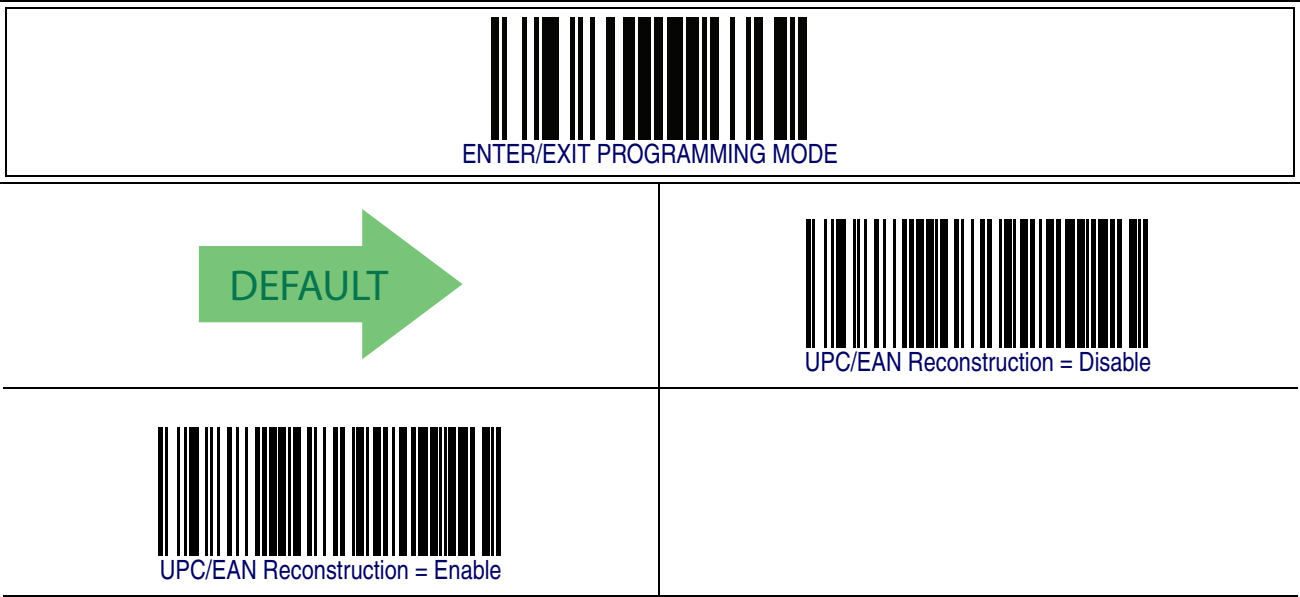 ENTER/EXIT PROGRAMMING MODE
DEFAULT
UPC/EAN Reconstruction = Disable
UPC/EAN Reconstruction = Enable